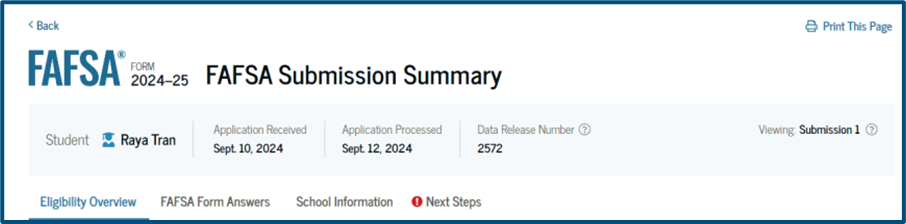 Back
Print This Page
FAFSA® FORM 2024–25 FAFSA Submission Summary
Student Raya Tran
Application Received
Sept. 10, 2024
Application Processed
Sept. 12, 2024
Data Release Number
2572
Viewing: Submission 1
Eligibility Overview FAFSA Form Answers School Information Next Steps